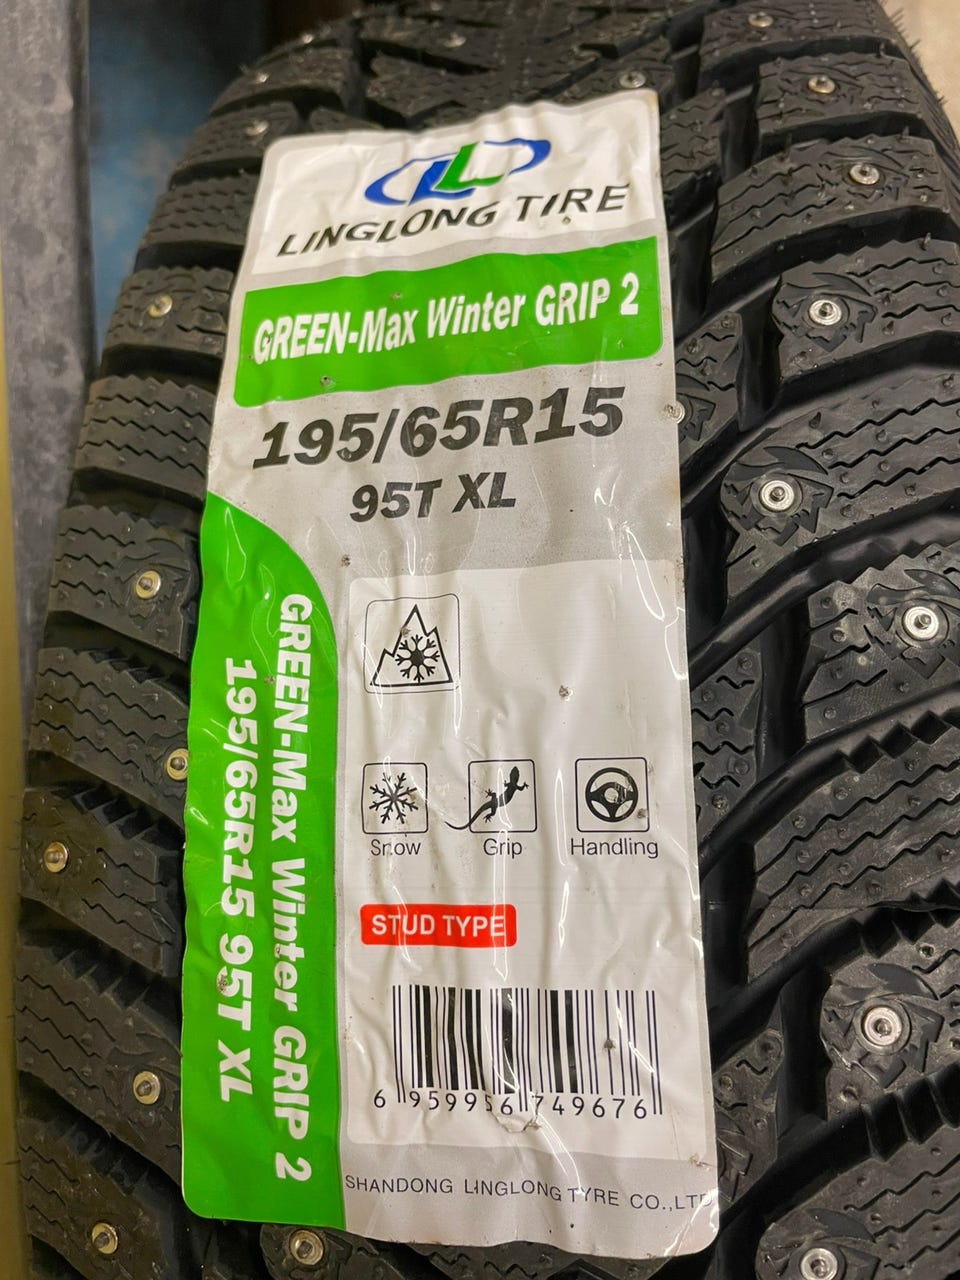 LINGLONG TIRE
GREEN-Max Winter GRIP 2
195/65R15
95T XL
GREEN-Max Winter GRIP 2
195/65R15 95T XL
Snow
Grip
Handling
STUD TYPE
6 959956 749676
SHANDONG LINGLONG TYRE CO.,LTD